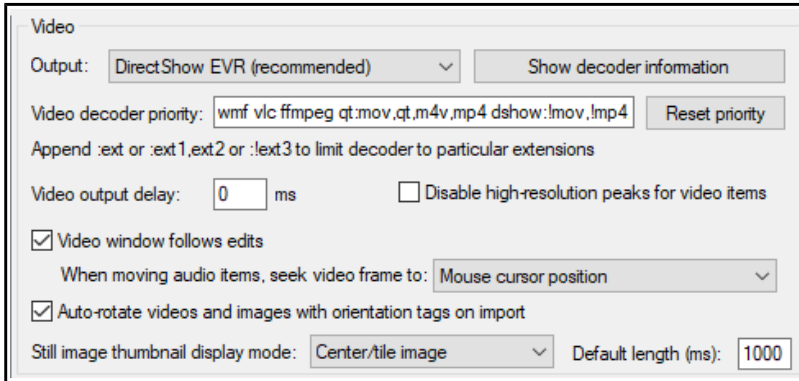 Video
Output: DirectShow EVR (recommended) Show decoder information
Video decoder priority: wmf vlc ffmpeg qt:mov,qt,m4v,mp4 dshow:!mov,!mp4 Reset priority
Append :ext or :ext1,ext2 or :!ext3 to limit decoder to particular extensions
Video output delay: 0 ms Disable high-resolution peaks for video items
Video window follows edits
When moving audio items, seek video frame to: Mouse cursor position
Auto-rotate videos and images with orientation tags on import
Still image thumbnail display mode: Center/tile image Default length (ms): 1000